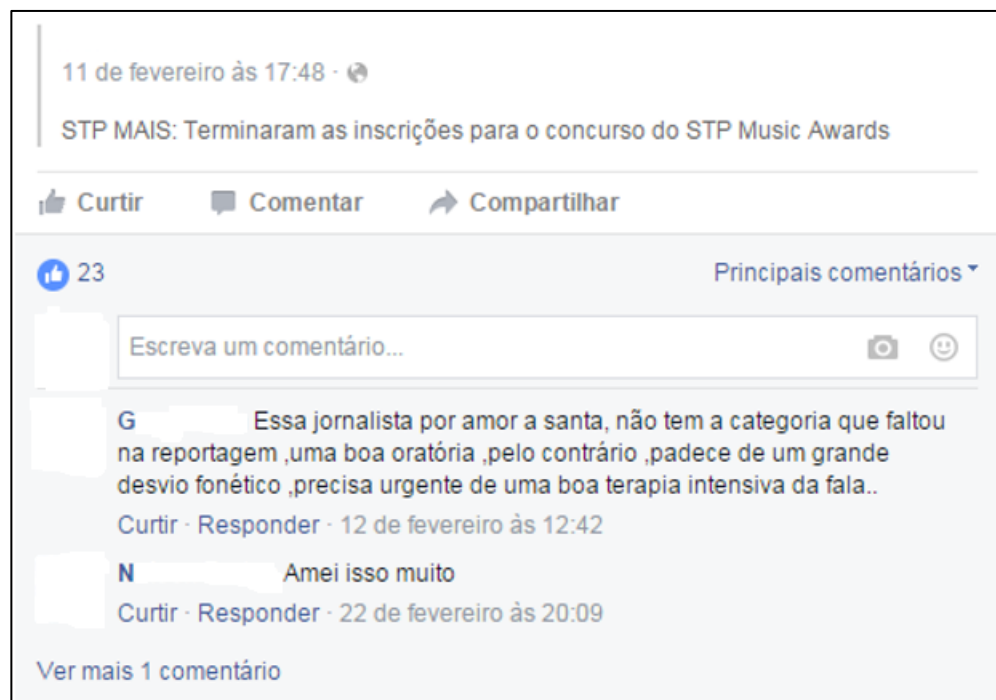 11 de fevereiro às 17:48 ·
STP MAIS: Terminaram as inscrições para o concurso do STP Music Awards
Curtir Comentar Compartilhar
23 Principais comentários
Escreva um comentário...
G Essa jornalista por amor a santa, não tem a categoria que faltou
na reportagem ,uma boa oratória ,pelo contrário ,padece de um grande
desvio fonético ,precisa urgente de uma boa terapia intensiva da fala..
Curtir · Responder · 12 de fevereiro às 12:42
N Amei isso muito
Curtir · Responder · 22 de fevereiro às 20:09
Ver mais 1 comentário